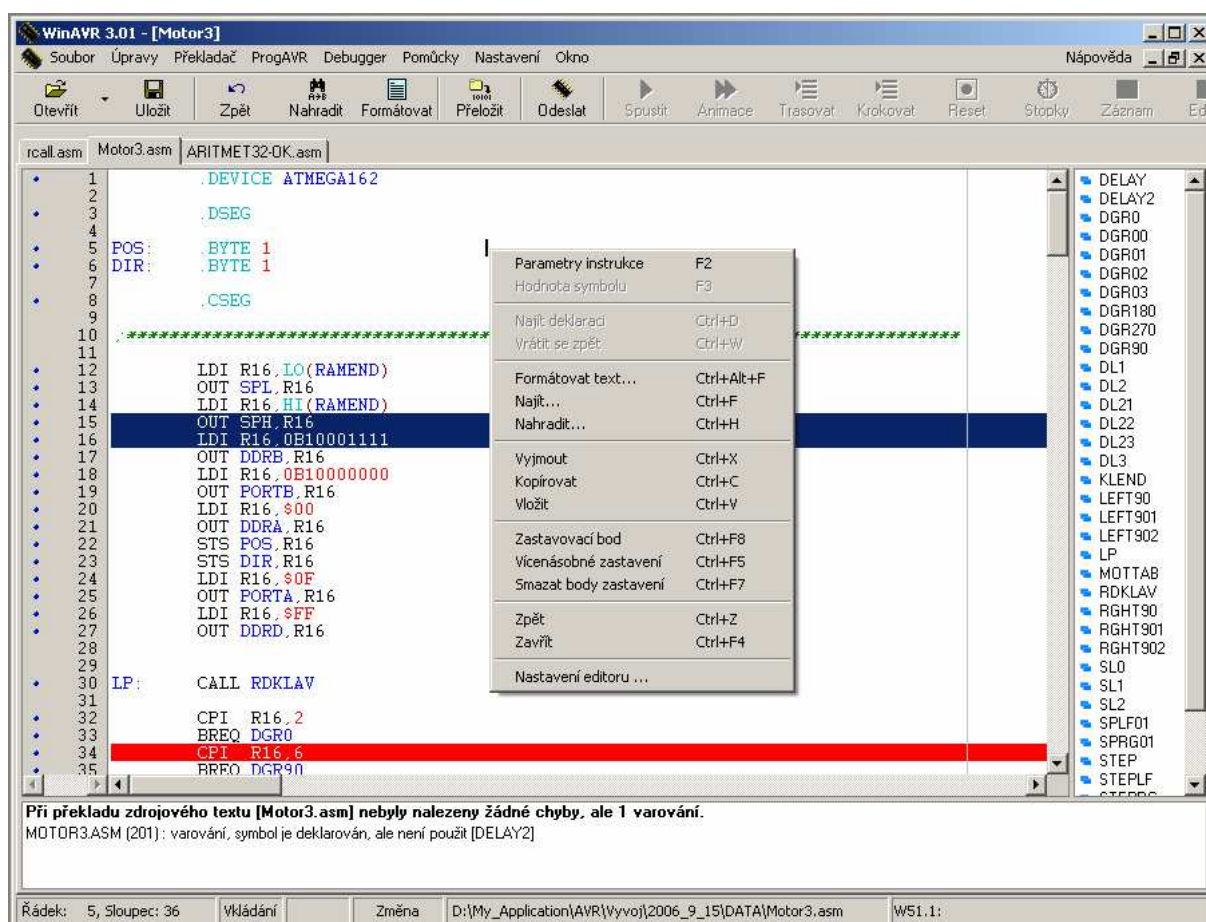 WinAVR 3.01 - [Motor3]
Soubor Úpravy Překladač ProgAVR Debugger Pomůcky Nastavení Okno Nápověda
Otevřít Uložit Zpět Nahradit Formátovat Přeložit Odeslat Spustit Animace Trasovat Krokovat Reset Stopky Záznam Ed
rcall.asm Motor3.asm ARITMET32-OK.asm
1 .DEVICE ATMEGA162
2
3 .DSEG
4
5 POS: .BYTE 1
6 DIR: .BYTE 1
7
8 .CSEG
9
10
11
12 LDI R16,LO(RAMEND)
13 OUT SPL,R16
14 LDI R16,HI(RAMEND)
15 OUT SPH,R16
16 LDI R16,0B10001111
17 OUT DDRB,R16
18 LDI R16,0B10000000
19 OUT PORTB,R16
20 LDI R16,$00
21 OUT DDRA,R16
22 STS POS,R16
23 STS DIR,R16
24 LDI R16,$0F
25 OUT PORTA,R16
26 LDI R16,$FF
27 OUT DDRD,R16
28
29
30 LP: CALL RDKLAV
31
32 CPI R16,2
33 BREQ DGR0
34 CPI R16,6
35 BREQ DGR90
Parametry instrukce F2
Hodnota symbolu F3
Najít deklaraci Ctrl+D
Vrátit se zpět Ctrl+W
Formátovat text... Ctrl+Alt+F
Najít... Ctrl+F
Nahradit... Ctrl+H
Vyjmout Ctrl+X
Kopírovat Ctrl+C
Vložit Ctrl+V
Zastavovací bod Ctrl+F8
Vícenásobné zastavení Ctrl+F5
Smazat body zastavení Ctrl+F7
Zpět Ctrl+Z
Zavřít Ctrl+F4
Nastavení editoru ...
DELAY
DELAY2
DGR0
DGR00
DGR01
DGR02
DGR03
DGR180
DGR270
DGR90
DL1
DL2
DL21
DL22
DL23
DL3
KLEND
LEFT90
LEFT901
LEFT902
LP
MOTTAB
RDKLAV
RGHT90
RGHT901
RGHT902
SL0
SL1
SL2
SPLF01
SPRG01
STEP
STEPLF
Při překladu zdrojového textu [Motor3.asm] nebyly nalezeny žádné chyby, ale 1 varování.
MOTOR3.ASM (201) : varování, symbol je deklarován, ale není použit [DELAY2]
Řádek: 5, Sloupec: 36 Vkládání Změna D:\My_Application\AVR\Vyvoj\2006_9_15\DATA\Motor3.asm W51.1: